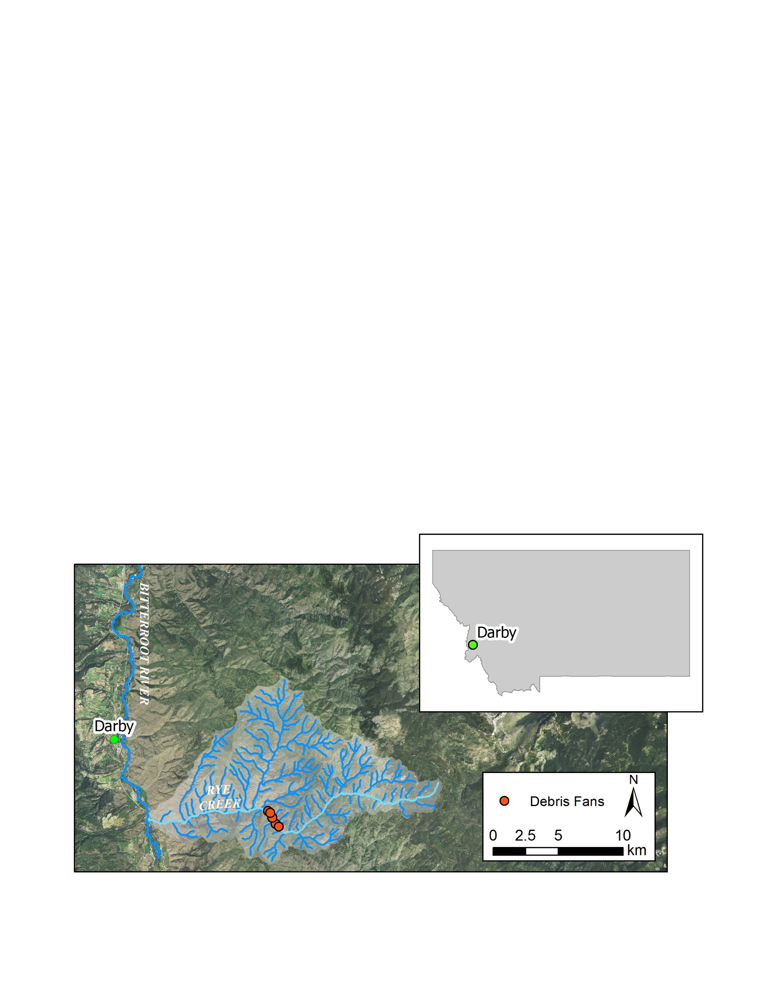 Darby
BITTERROOT RIVER
Darby
RYE
CREEK
N
Debris Fans
0 2.5 5 10
km